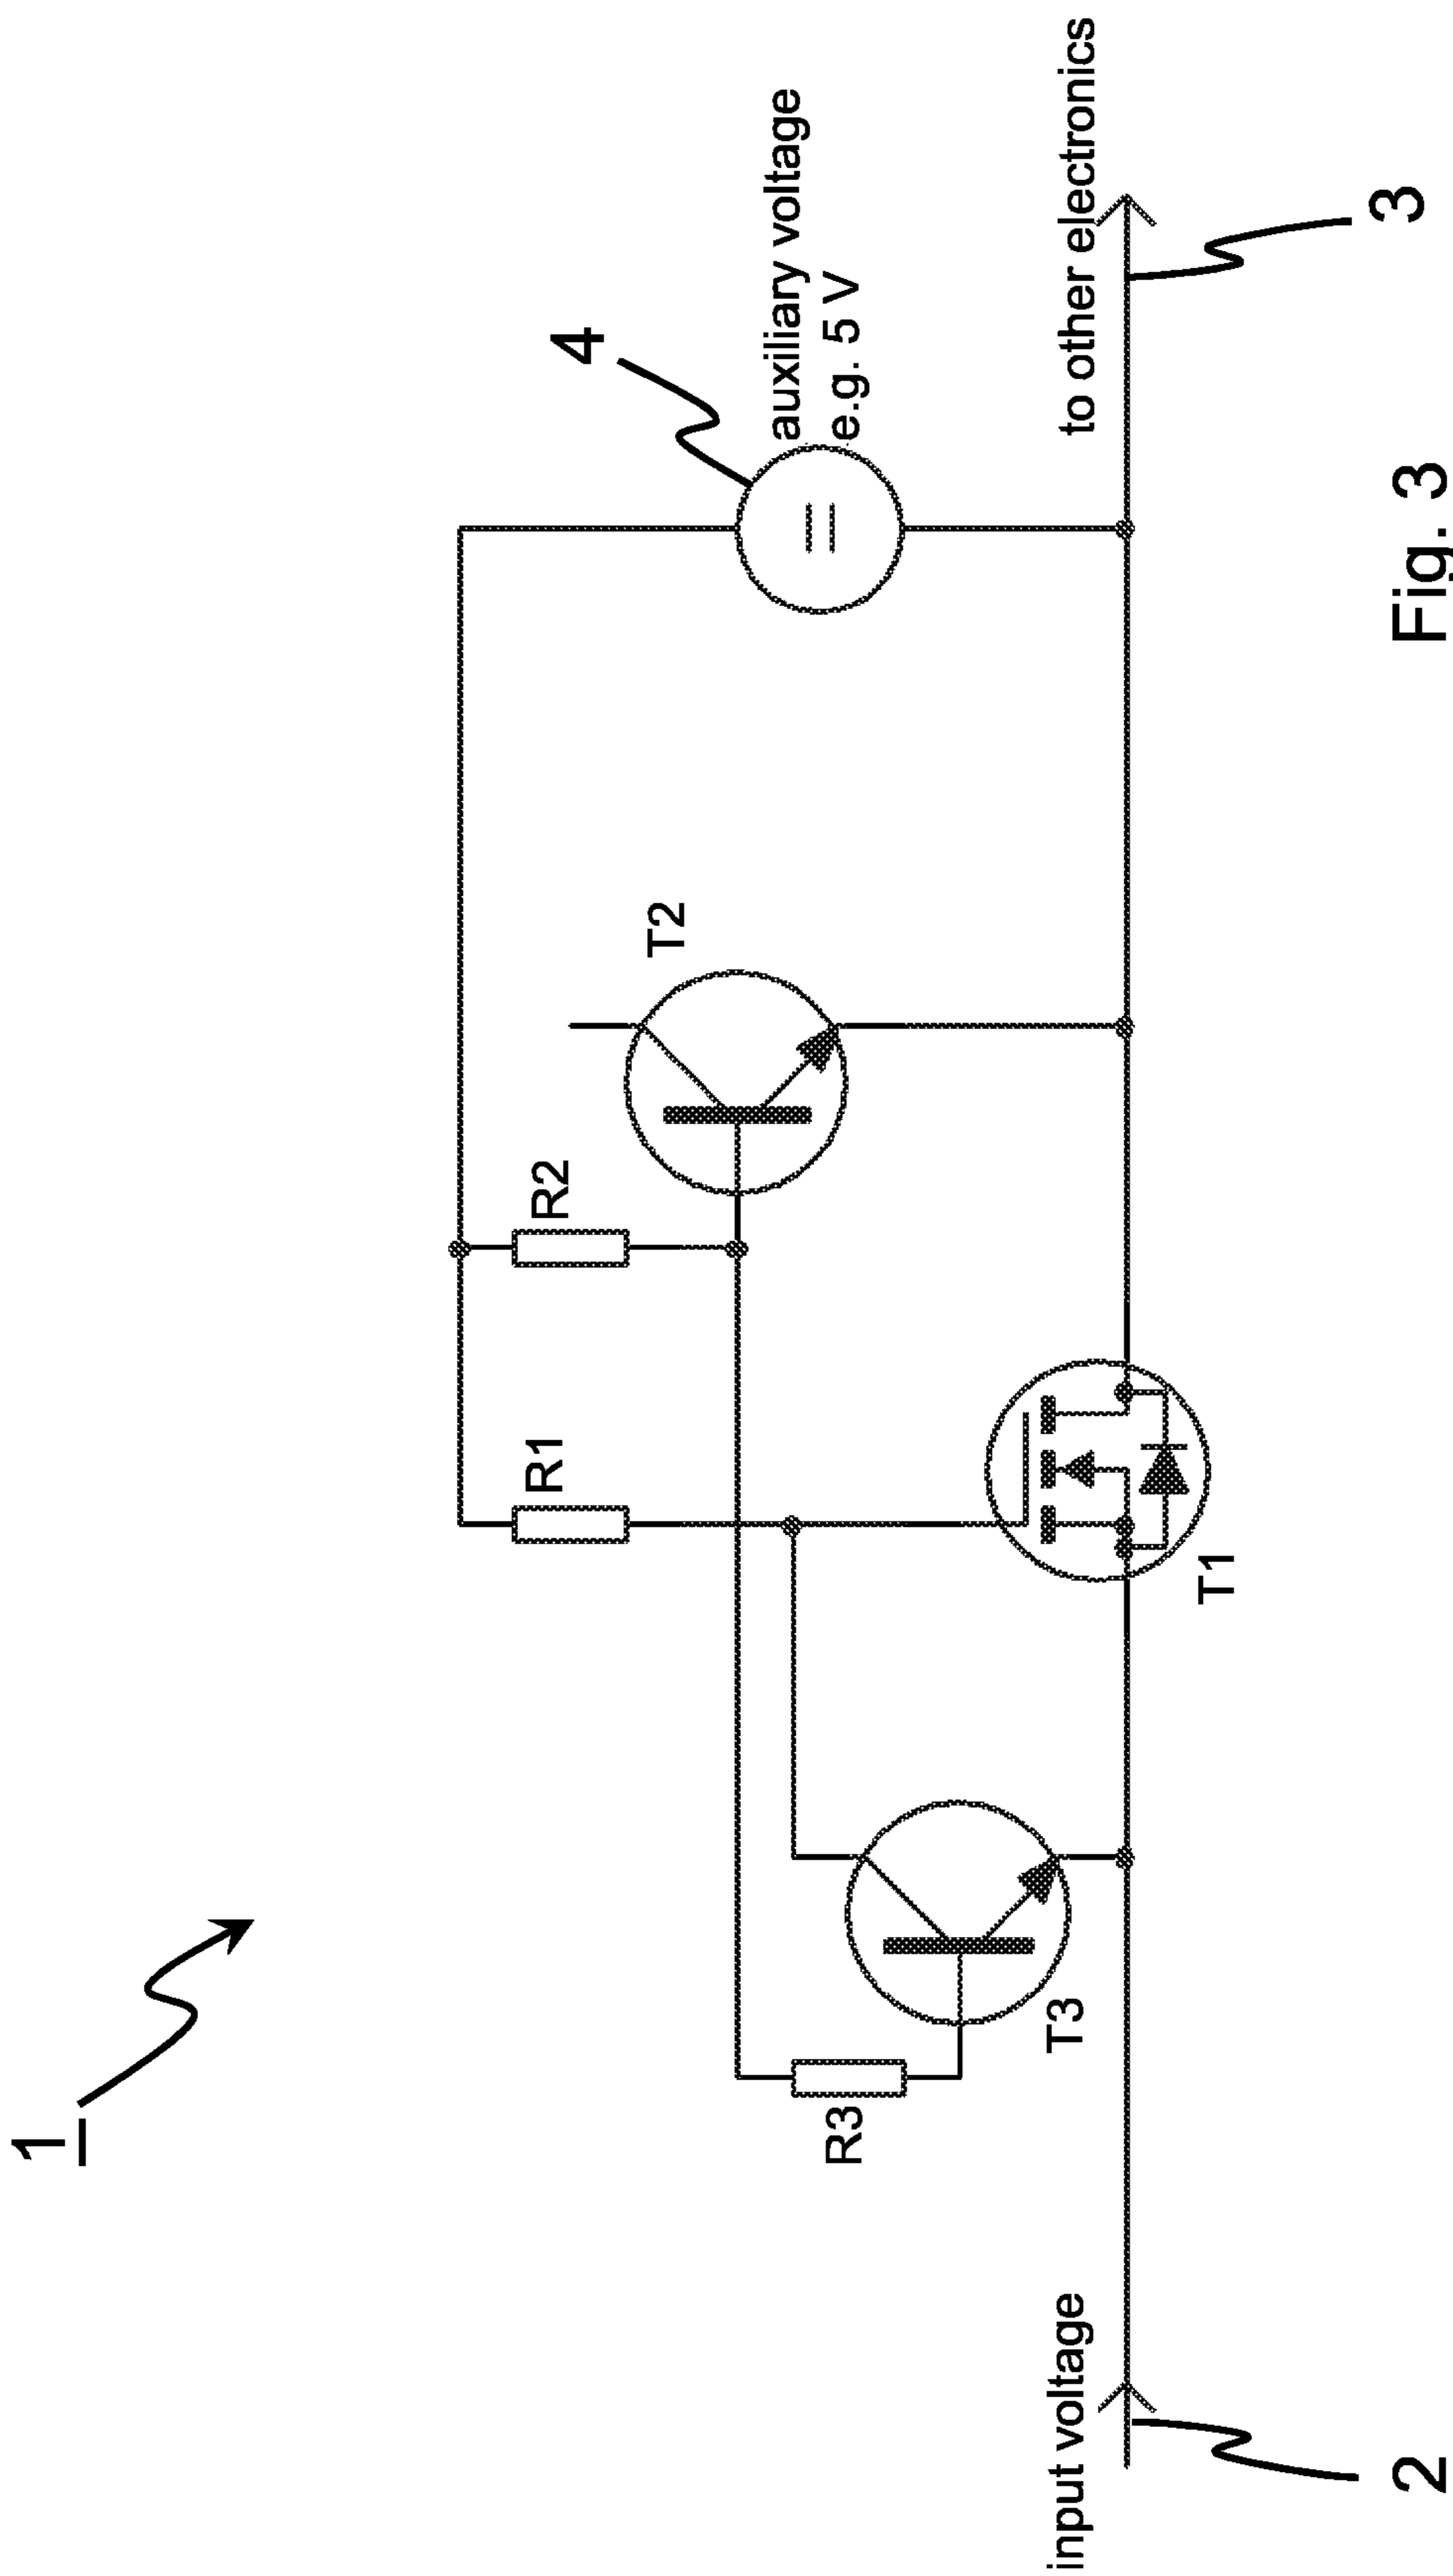 1
4
auxiliary voltage
e.g. 5 V
R1
R2
T2
R3
T3
input voltage
to other electronics
T1
2
3
Fig. 3